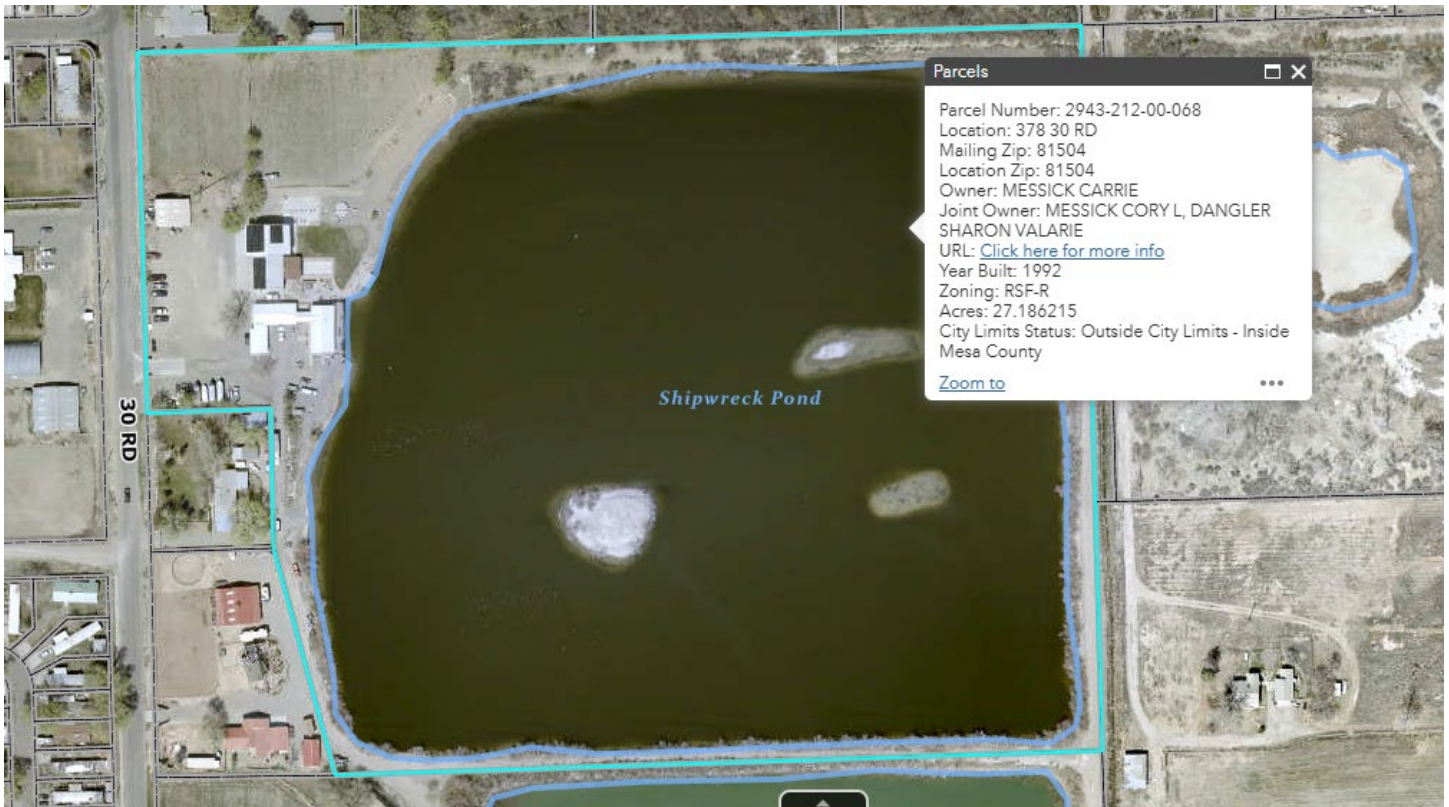 Parcels
Parcel Number: 2943-212-00-068
Location: 378 30 RD
Mailing Zip: 81504
Location Zip: 81504
Owner: MESSICK CARRIE
Joint Owner: MESSICK CORY L, DANGLER
SHARON VALARIE
URL: Click here for more info
Year Built: 1992
Zoning: RSF-R
Acres: 27.186215
City Limits Status: Outside City Limits - Inside
Mesa County
Zoom to
Shipwreck Pond
30 RD